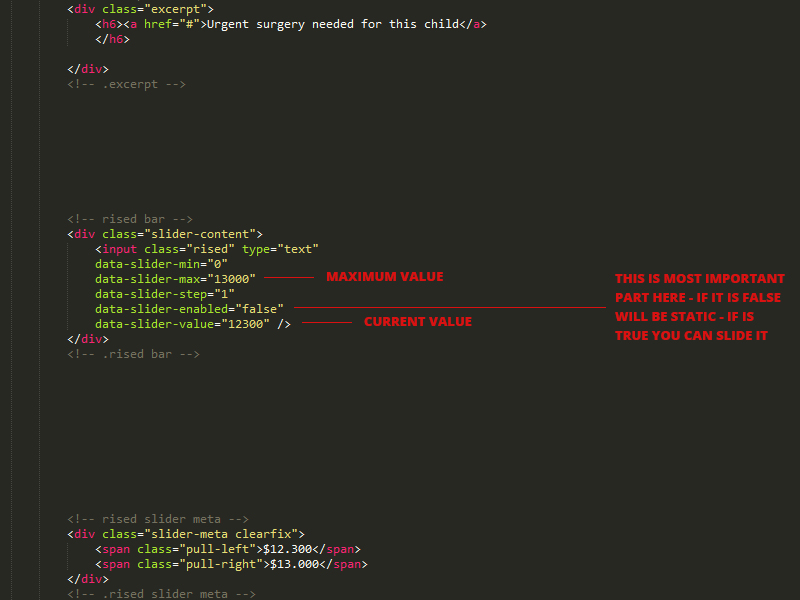 <div class="excerpt">
<h6><a href="#">Urgent surgery needed for this child</a>
</h6>
</div>
<!-- .excerpt -->
<!-- rised bar -->
<div class="slider-content">
<input class="rised" type="text"
data-slider-min="0"
data-slider-max="13000" MAXIMUM VALUE
data-slider-step="1"
data-slider-enabled="false"
data-slider-value="12300" /> CURRENT VALUE
</div>
<!-- .rised bar -->
THIS IS MOST IMPORTANT
PART HERE - IF IT IS FALSE
WILL BE STATIC - IF IS
TRUE YOU CAN SLIDE IT
<!-- rised slider meta -->
<div class="slider-meta clearfix">
<span class="pull-left">$12.300</span>
<span class="pull-right">$13.000</span>
</div>
<!-- .rised slider meta -->